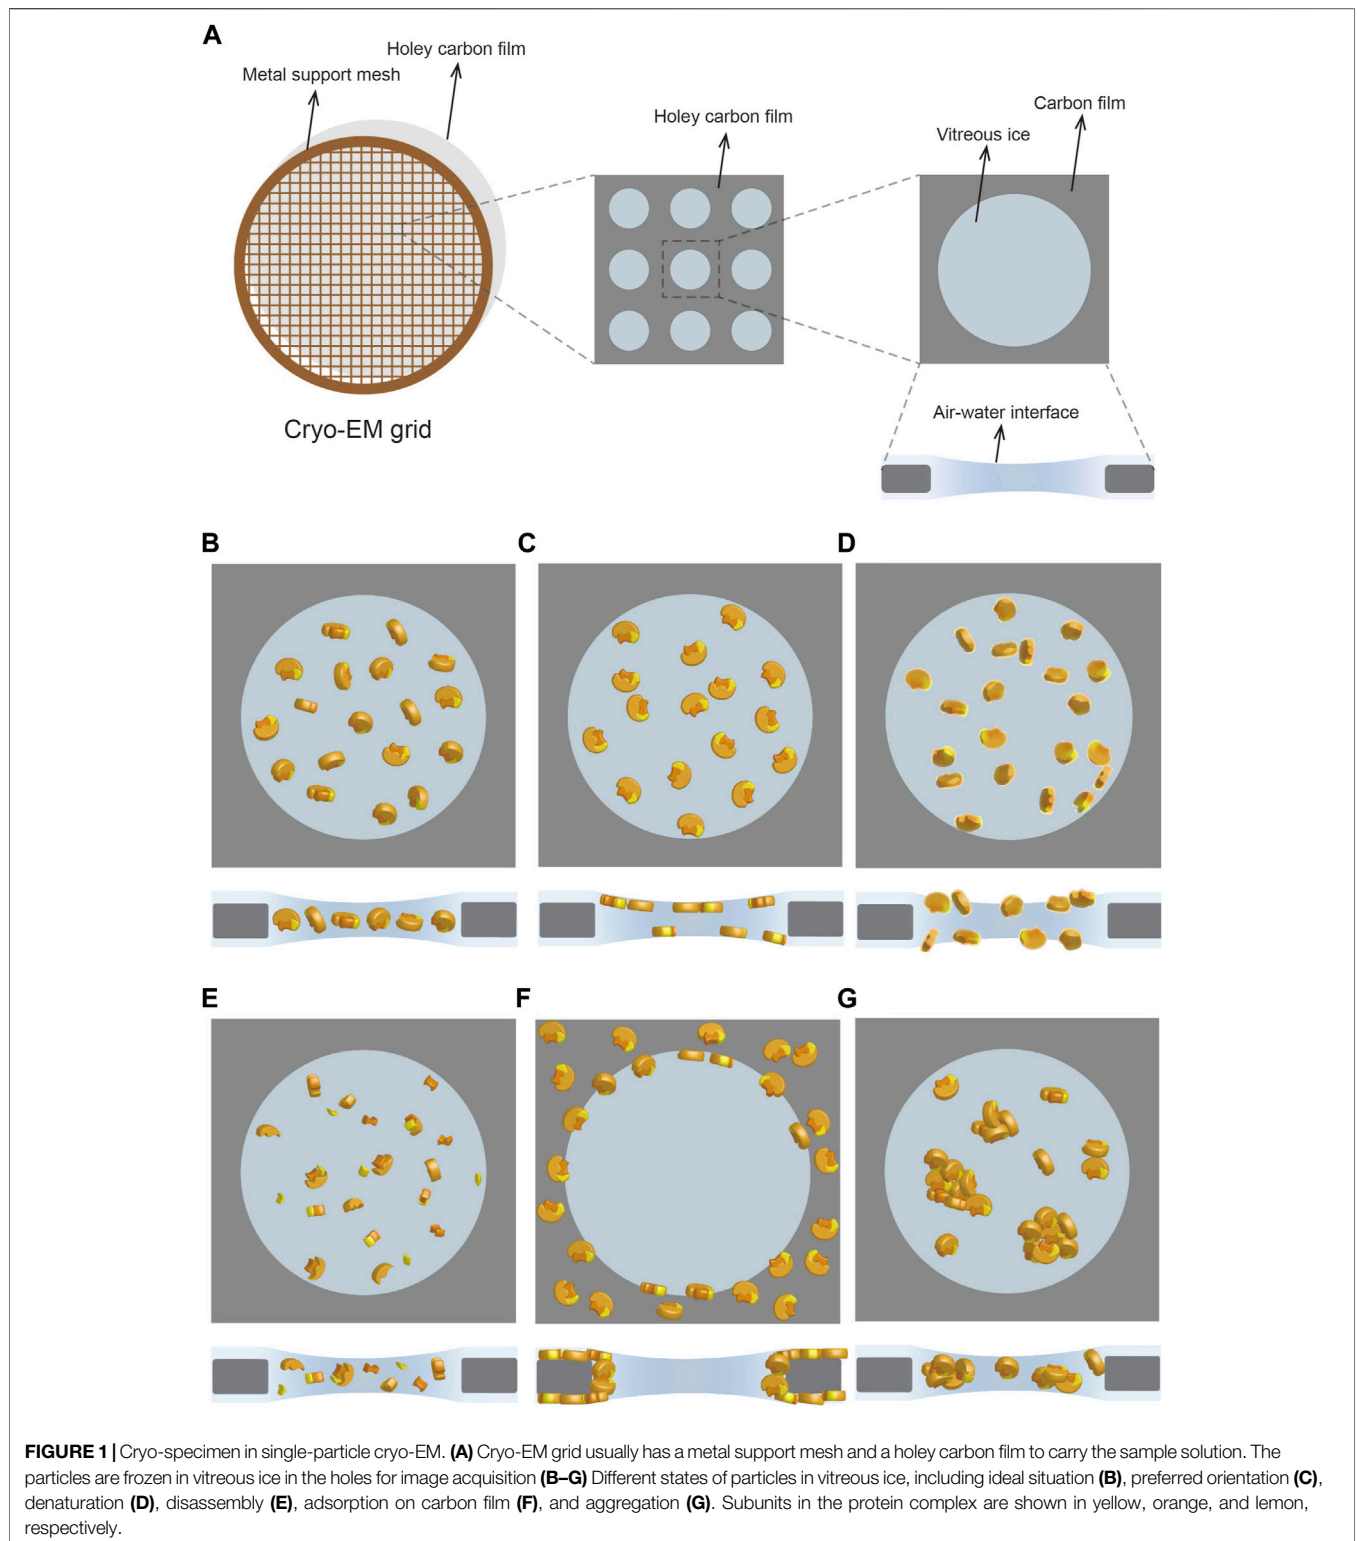 A
Holey carbon film
Metal support mesh
Holey carbon film
Carbon film
Vitreous ice
Cryo-EM grid
Air-water interface
B
C
D
E
F
G
FIGURE 1 | Cryo-specimen in single-particle cryo-EM. (A) Cryo-EM grid usually has a metal support mesh and a holey carbon film to carry the sample solution. The
particles are frozen in vitreous ice in the holes for image acquisition (B–G) Different states of particles in vitreous ice, including ideal situation (B), preferred orientation (C),
denaturation (D), disassembly (E), adsorption on carbon film (F), and aggregation (G). Subunits in the protein complex are shown in yellow, orange, and lemon,
respectively.